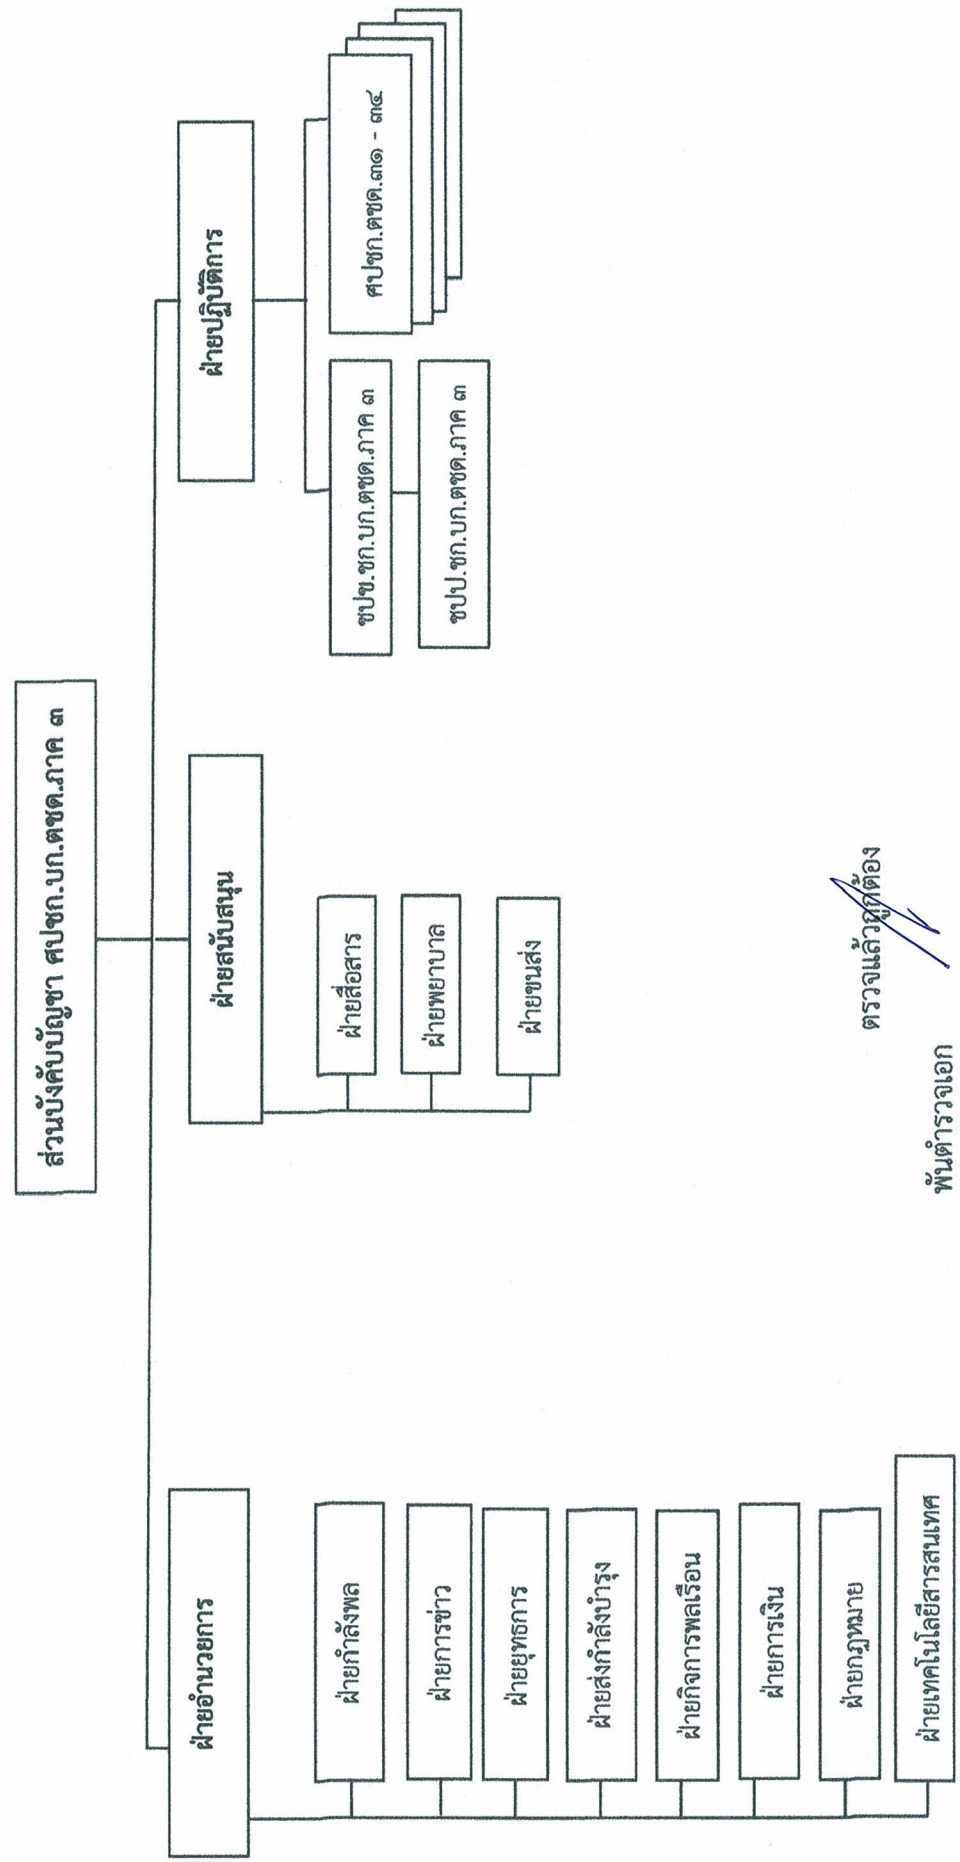 ส่วนบังคับบัญชา ศปชก.บก.ตชด.ภาค ๓
ฝ่ายอำนวยการ
ฝ่ายกำลังพล
ฝ่ายการข่าว
ฝ่ายยุทธการ
ฝ่ายส่งกำลังบำรุง
ฝ่ายกิจการพลเรือน
ฝ่ายการเงิน
ฝ่ายกฎหมาย
ฝ่ายเทคโนโลยีสารสนเทศ
ฝ่ายสนับสนุน
ฝ่ายสื่อสาร
ฝ่ายพยาบาล
ฝ่ายขนส่ง
ฝ่ายปฏิบัติการ
ชปข.ชก.บก.ตชด.ภาค ๓
ชปป.ชก.บก.ตชด.ภาค ๓
ศปชก.ตชด.๓๑ - ๓๔
ตรวจแล้วถูกต้อง
พันตำรวจเอก